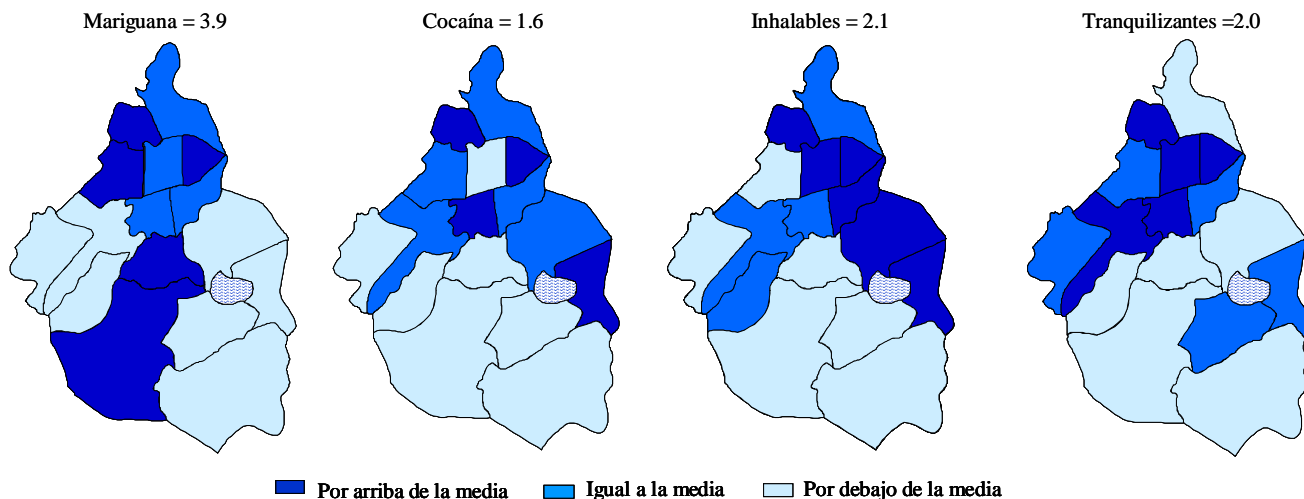 Mariguana = 3.9
Cocaína = 1.6
Inhalables = 2.1
Tranquilizantes =2.0
Por arriba de la media
Igual a la media
Por debajo de la media